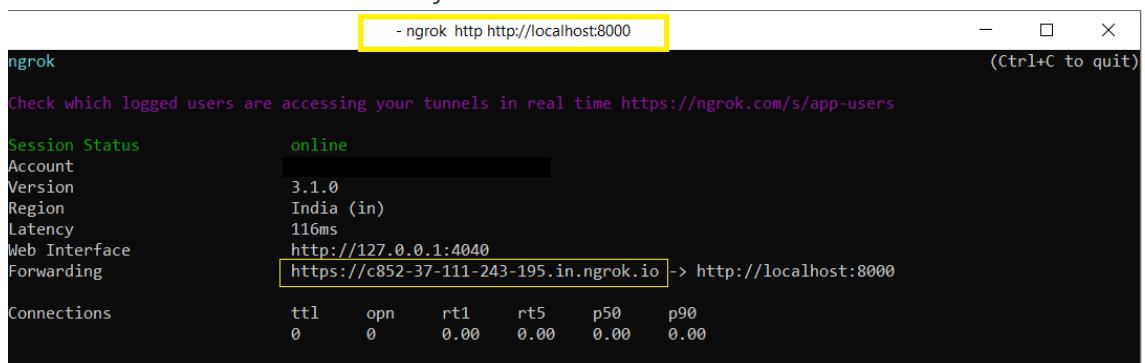 - ngrok http http://localhost:8000
ngrok (Ctrl+C to quit)
Check which logged users are accessing your tunnels in real time https://ngrok.com/s/app-users
Session Status online
Account
Version 3.1.0
Region India (in)
Latency 116ms
Web Interface http://127.0.0.1:4040
Forwarding https://c852-37-111-243-195.in.ngrok.io -> http://localhost:8000
Connections ttl opn rt1 rt5 p50 p90
0 0 0.00 0.00 0.00 0.00